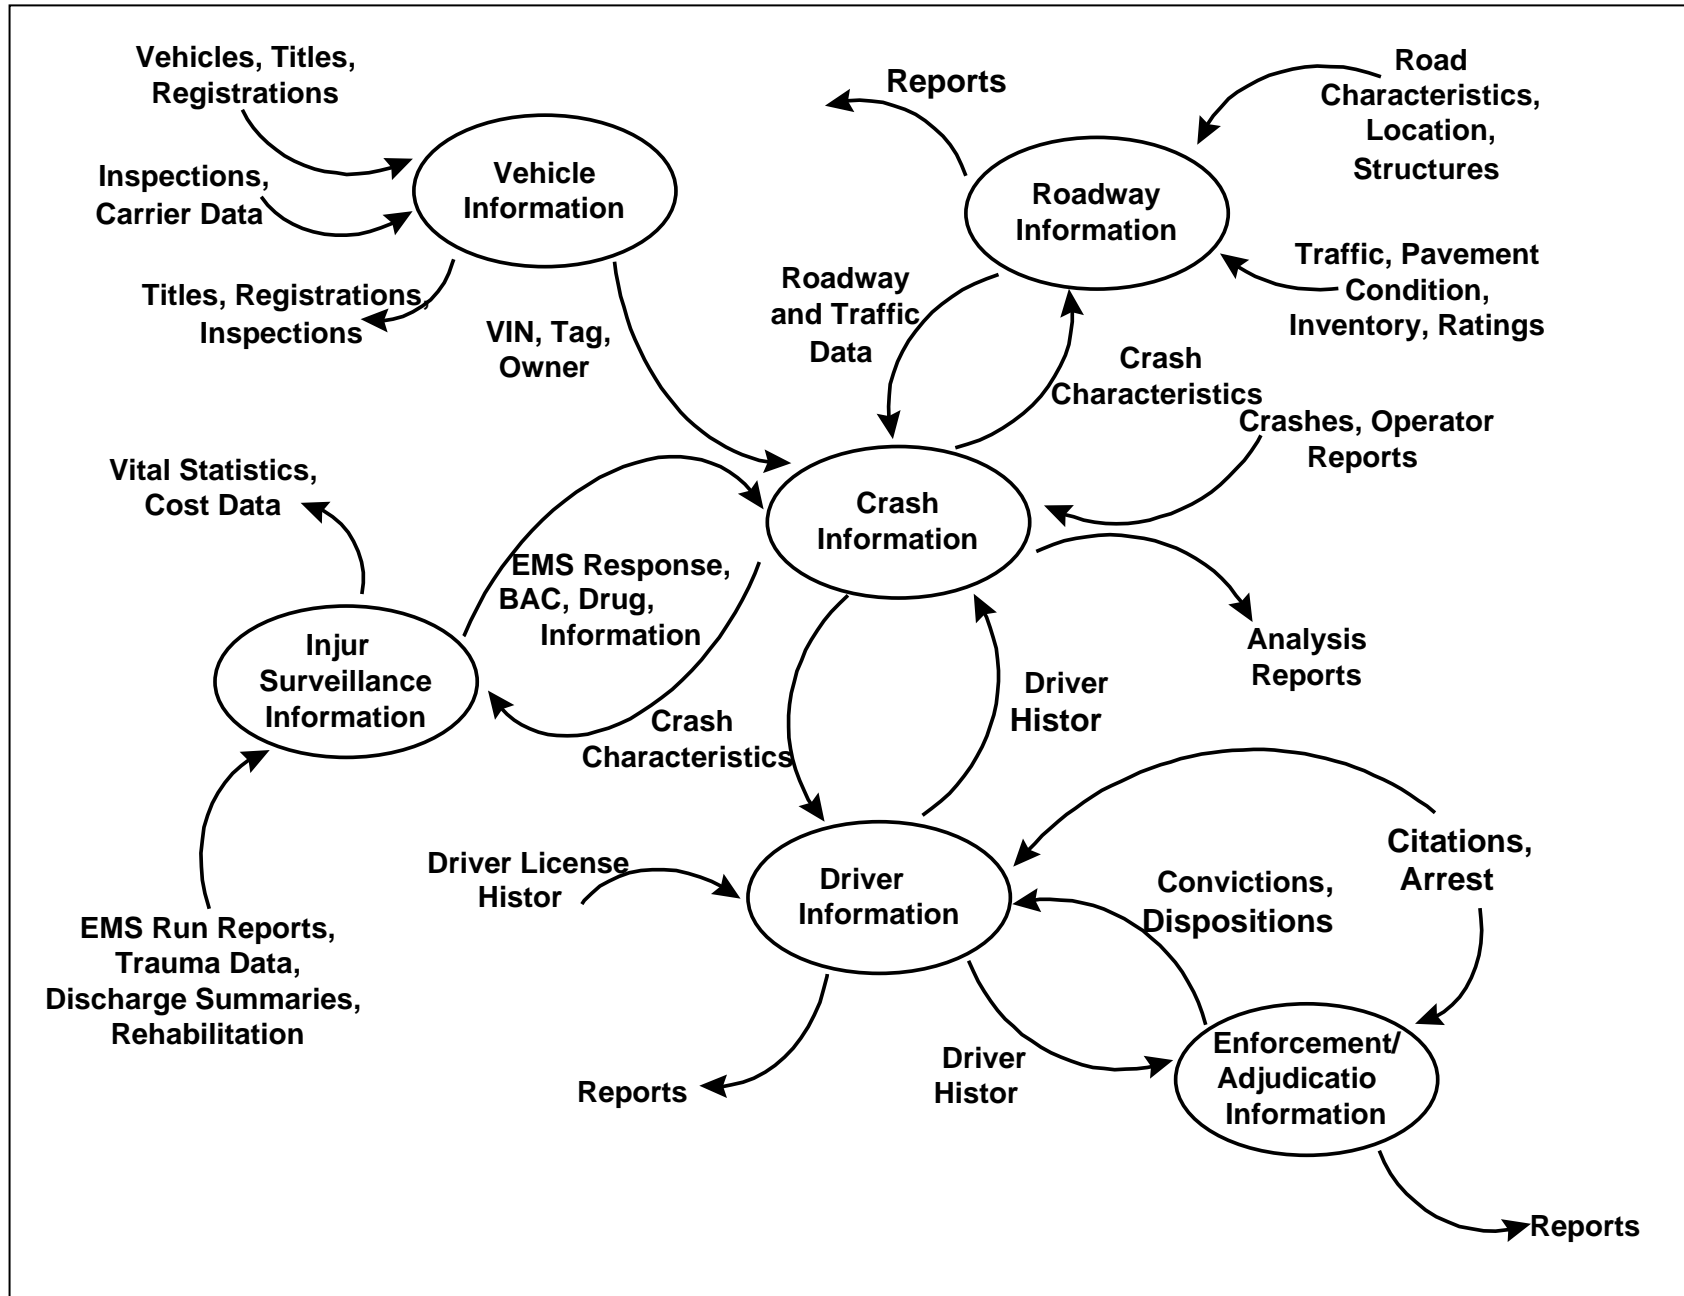 Vehicles, Titles,
Registrations
Inspections,
Carrier Data
Titles, Registrations,
Inspections
Vehicle
Information
VIN, Tag,
Owner
Reports
Road
Characteristics,
Location,
Structures
Roadway
Information
Traffic, Pavement
Condition,
Inventory, Ratings
Roadway
and Traffic
Data
Crash
Characteristics
Crashes, Operator
Reports
Crash
Information
Analysis
Reports
Vital Statistics,
Cost Data
EMS Response,
BAC, Drug,
Information
Injur
Surveillance
Information
Crash
Characteristics
Driver
Histor
EMS Run Reports,
Trauma Data,
Discharge Summaries,
Rehabilitation
Driver License
Histor
Driver
Information
Convictions,
Dispositions
Citations,
Arrest
Reports
Driver
Histor
Enforcement/
Adjudicatio
Information
Reports